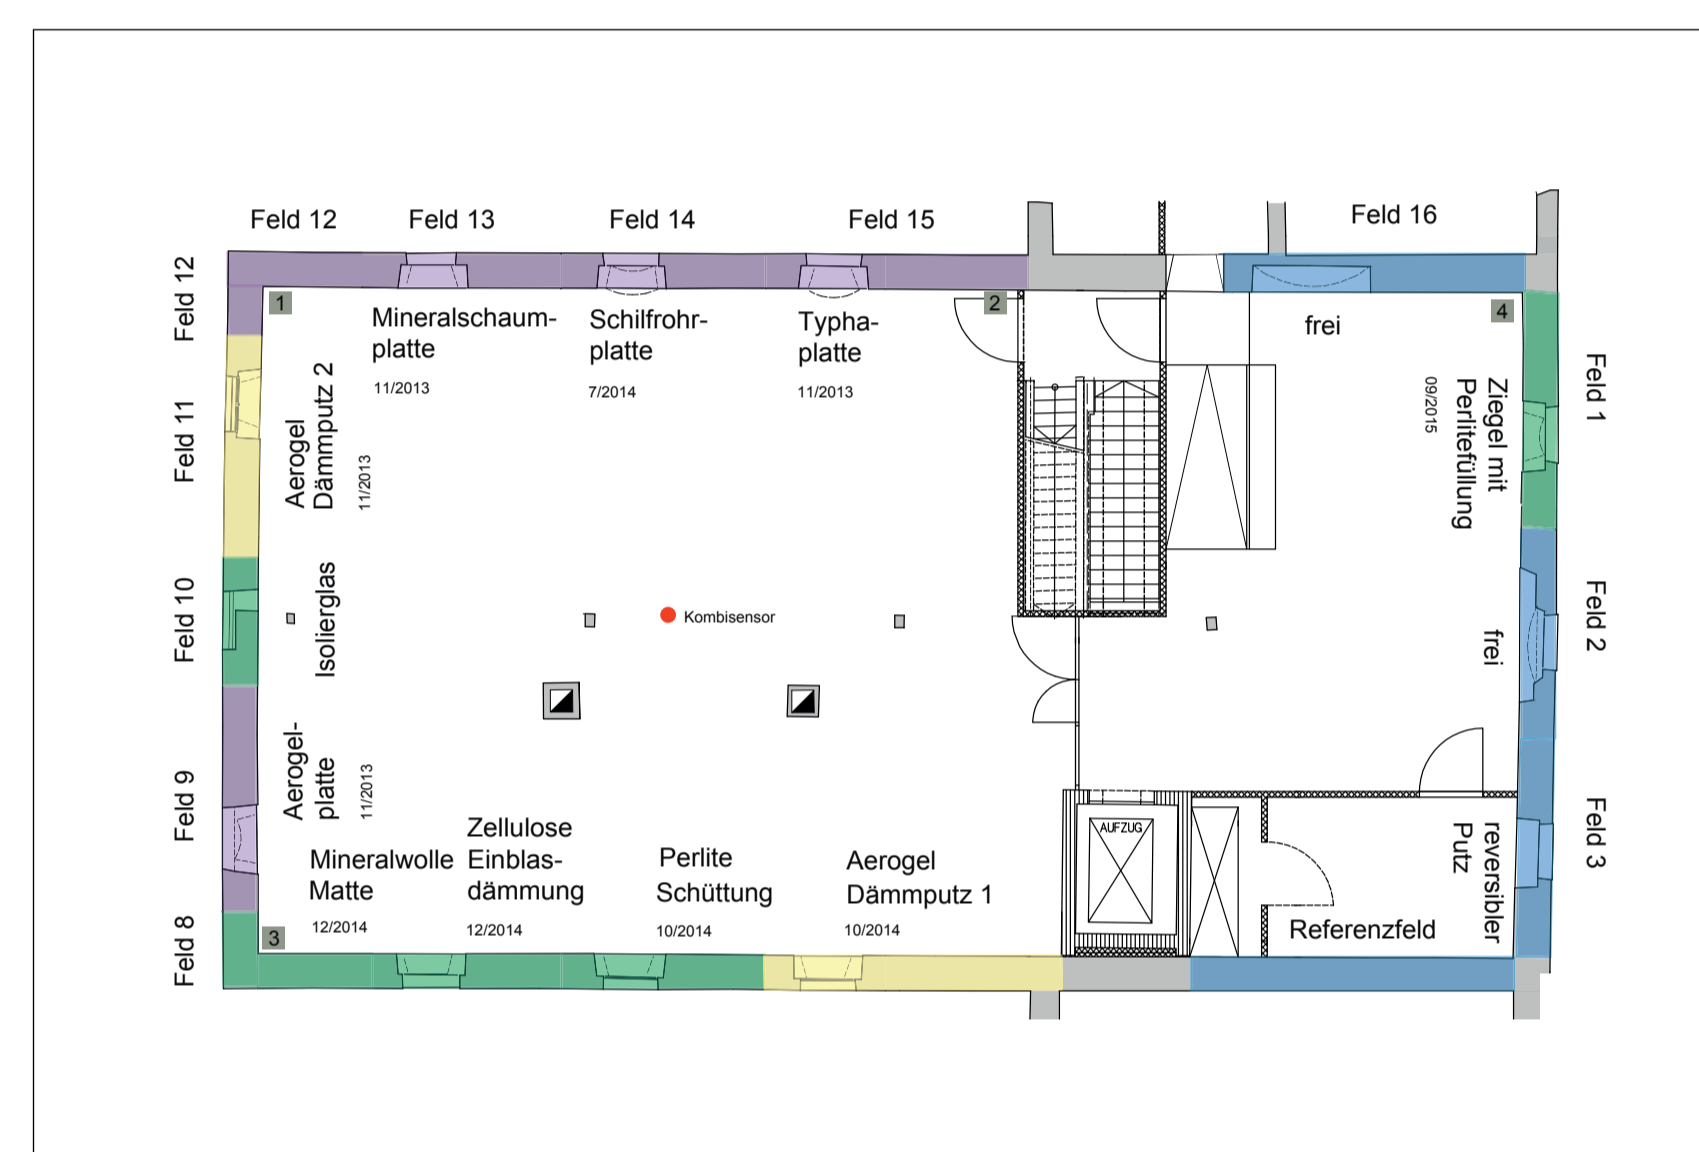 Feld 12
Feld 13
Feld 14
Feld 15
Feld 16
Feld 12
Feld 11
Feld 10
Feld 9
Feld 8
1
2
4
3
Mineralschaum-
platte
11/2013
Schilfrohr-
platte
7/2014
Typha-
platte
11/2013
frei
Ziegel mit
Perlitefüllung
09/2015
Feld 1
Feld 2
Feld 3
frei
reversibler
Putz
Referenzfeld
Aerogel
Dämmputz 2
11/2013
Isolierglas
Aerogel-
platte
11/2013
Kombisensor
Mineralwolle
Matte
12/2014
Zellulose
Einblas-
dämmung
12/2014
Perlite
Schüttung
10/2014
Aerogel
Dämmputz 1
10/2014
AUFZUG